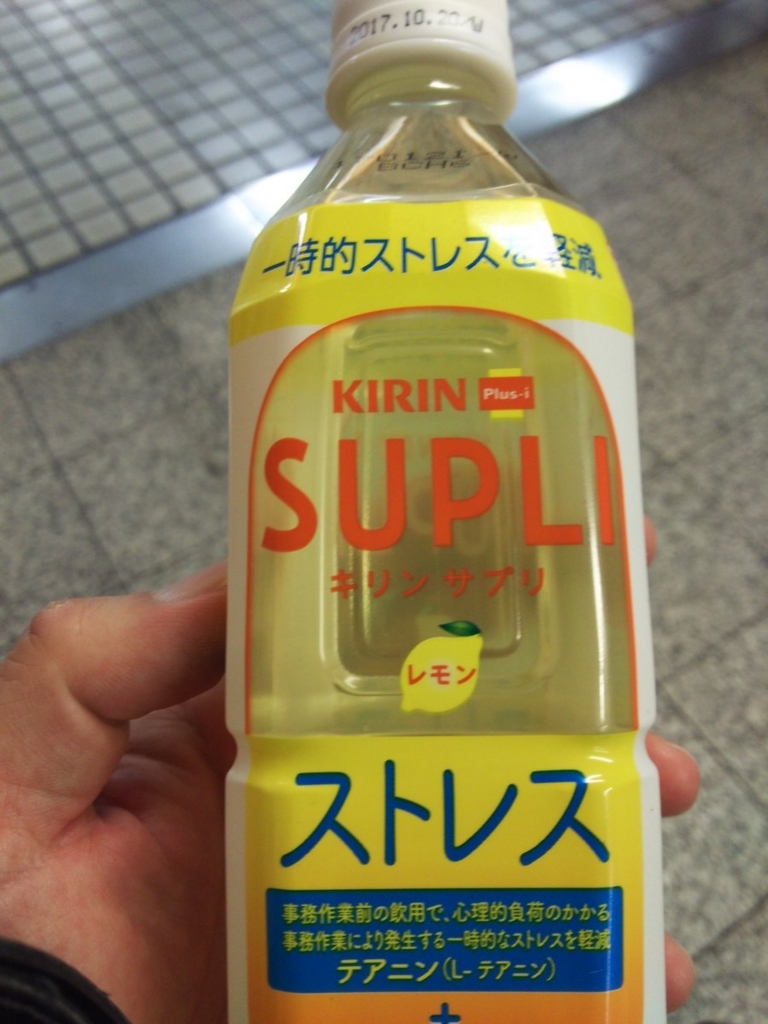 2017.10.20/W
一時的ストレスを軽減
KIRIN Plus-i
SUPLI
キリン サプリ
レモン
ストレス
事務作業前の飲用で、心理的負荷のかかる
事務作業により発生する一時的なストレスを軽減
テアニン(L-テアニン)
+